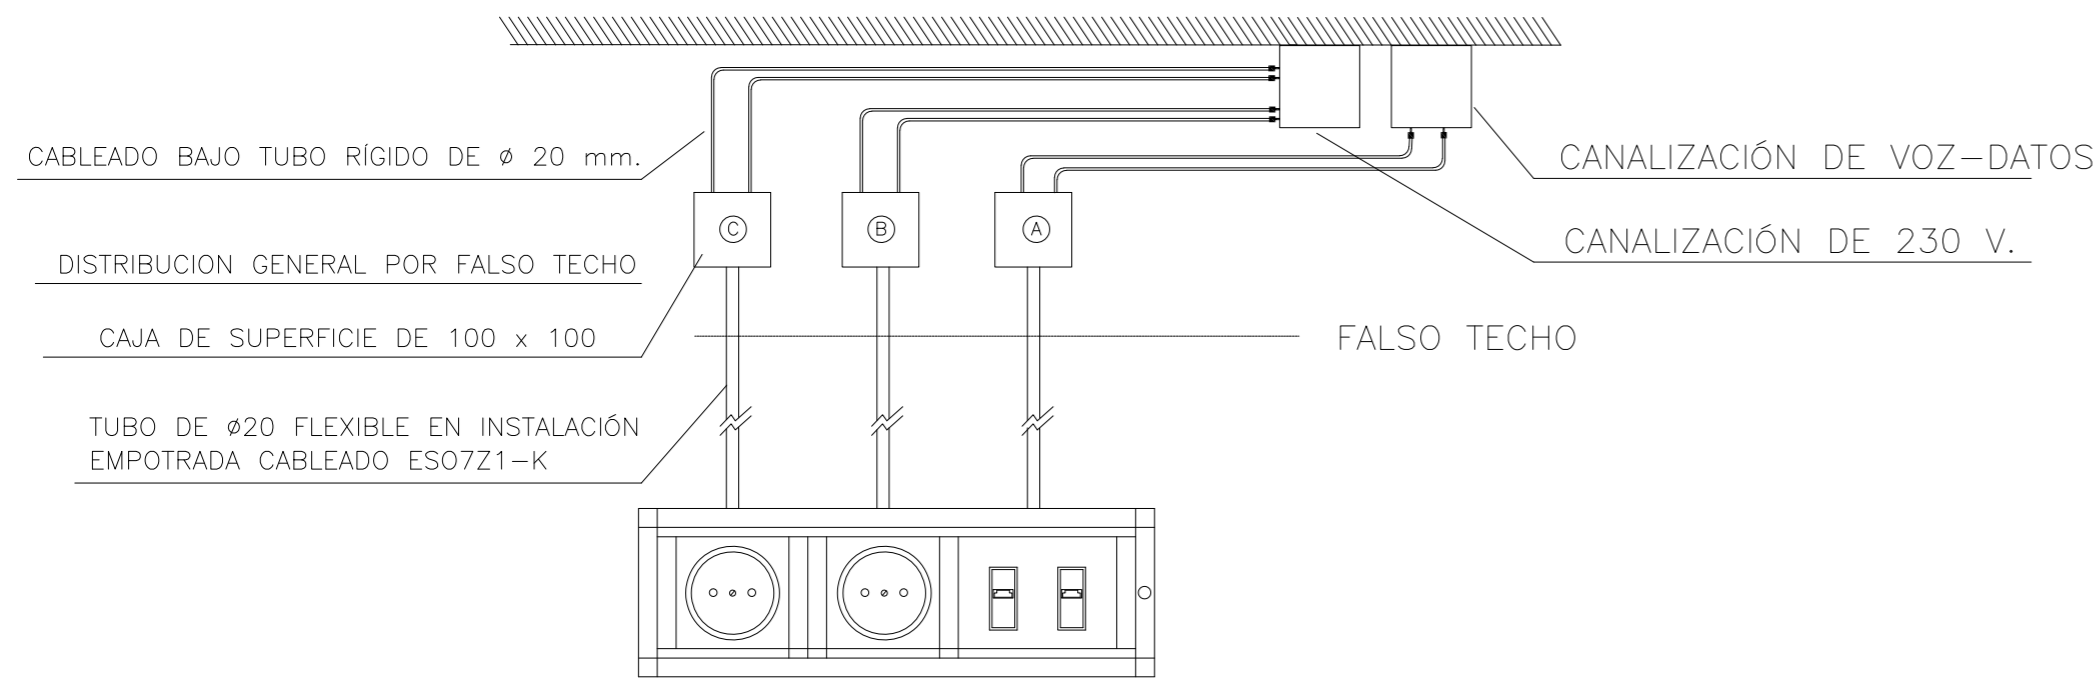 CABLEADO BAJO TUBO RÍGIDO DE ø 20 mm.
CANALIZACIÓN DE VOZ-DATOS
C
B
A
CANALIZACIÓN DE 230 V.
DISTRIBUCION GENERAL POR FALSO TECHO
CAJA DE SUPERFICIE DE 100 x 100
FALSO TECHO
TUBO DE ø20 FLEXIBLE EN INSTALACIÓN
EMPOTRADA CABLEADO ESO7Z1-K